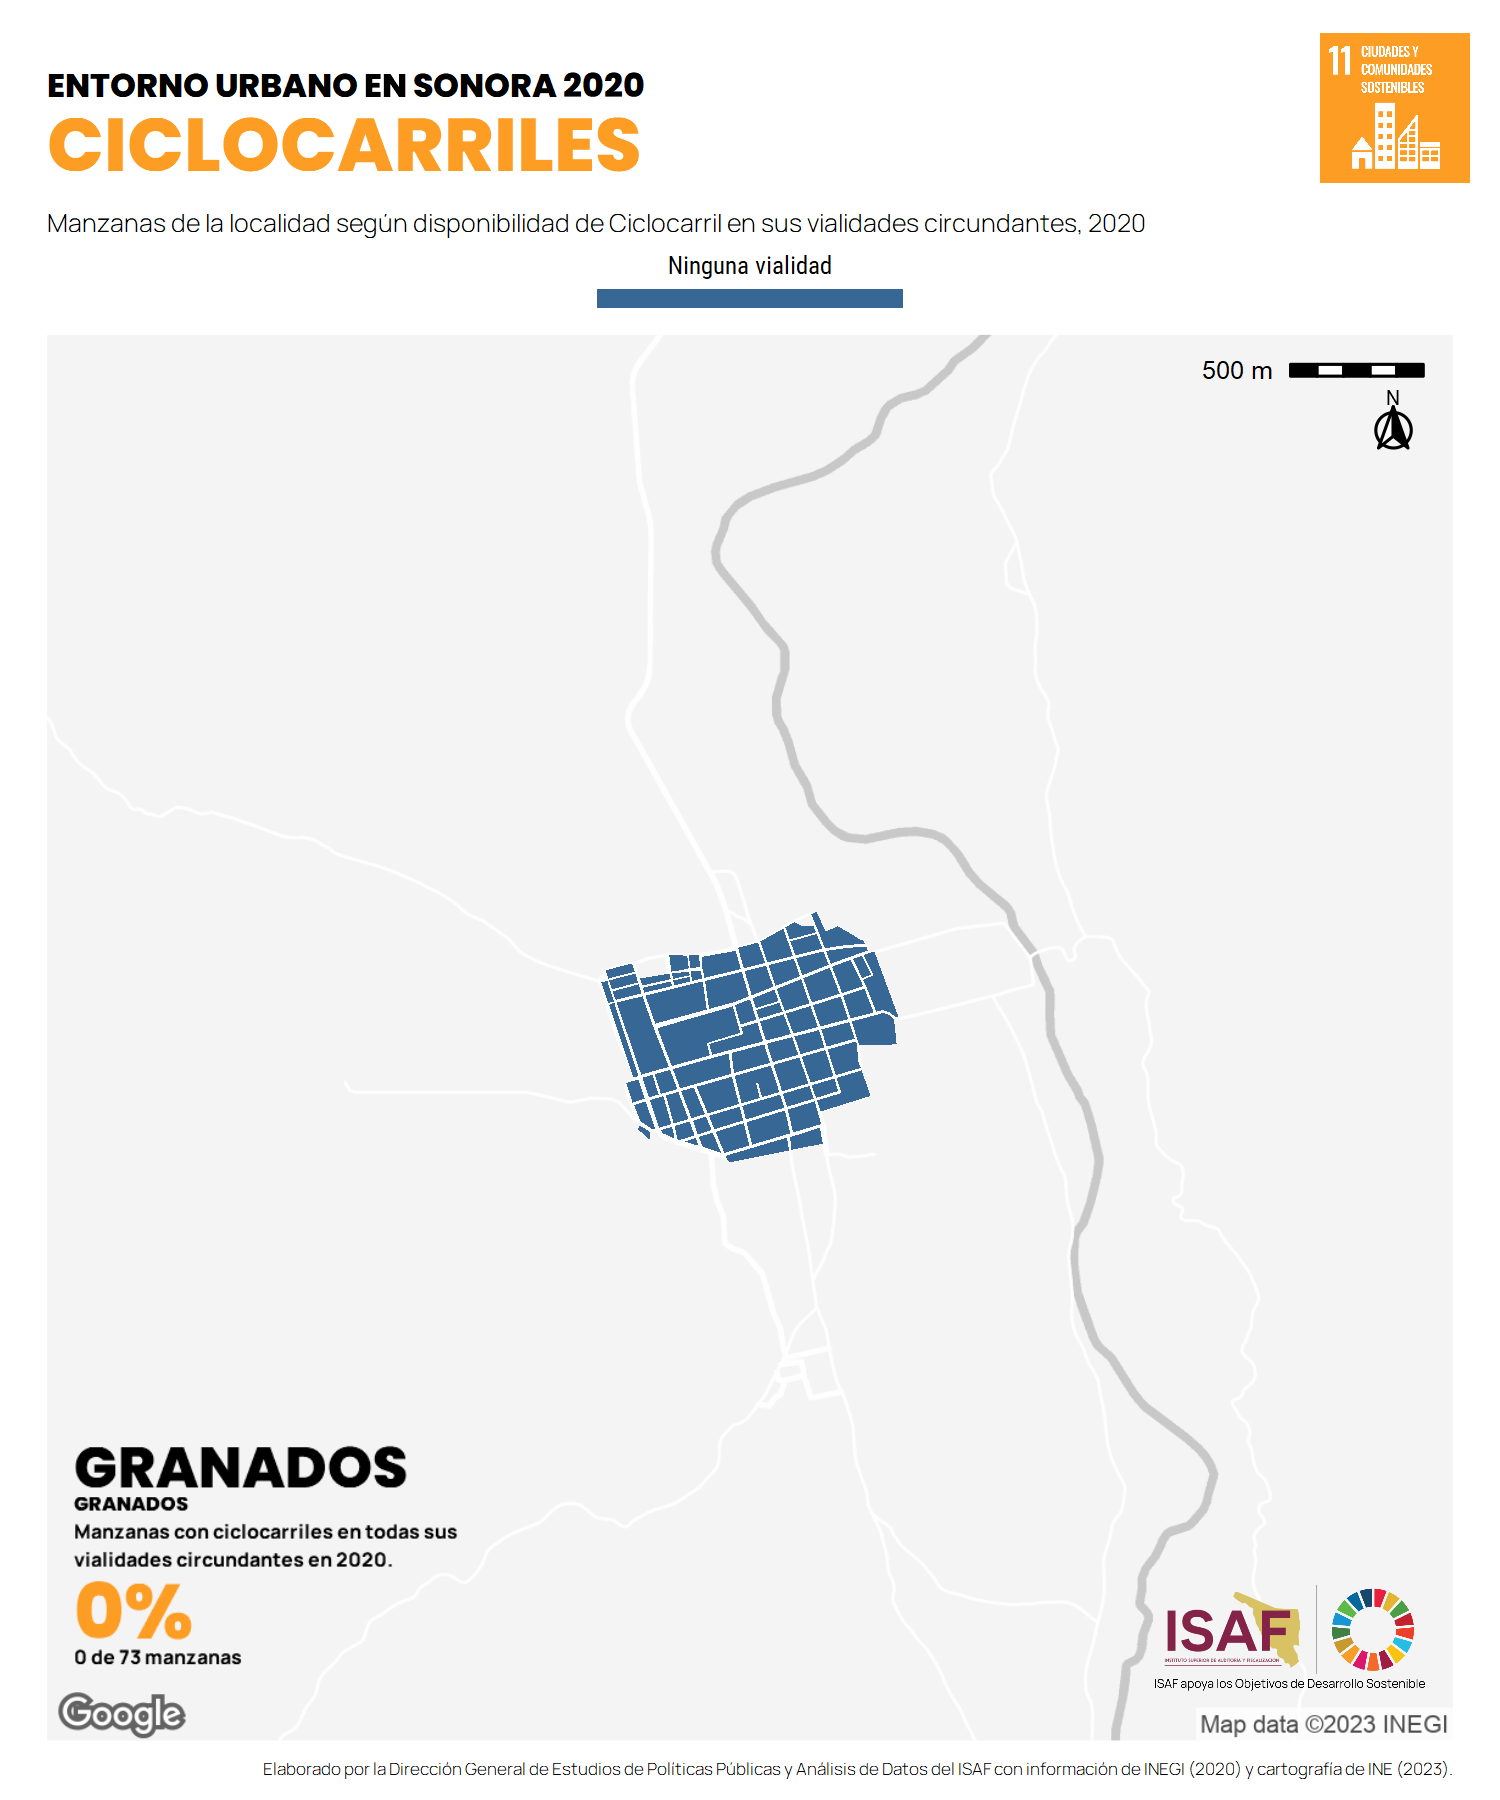 ENTORNO URBANO EN SONORA 2020
CICLOCARRILES
11 CIUDADES Y
COMUNIDADES
SOSTENIBLES
Manzanas de la localidad según disponibilidad de Ciclocarril en sus vialidades circundantes, 2020
Ninguna vialidad
500 m
N
GRANADOS
GRANADOS
Manzanas con ciclocarriles en todas sus
vialidades circundantes en 2020.
0%
0 de 73 manzanas
ISAF
INSTITUTO SUPERIOR DE AUDITORÍA Y FISCALIZACIÓN
ISAF apoya los Objetivos de Desarrollo Sostenible
Google
Map data ©2023 INEGI
Elaborado por la Dirección General de Estudios de Políticas Públicas y Análisis de Datos del ISAF con información de INEGI (2020) y cartografía de INE (2023).